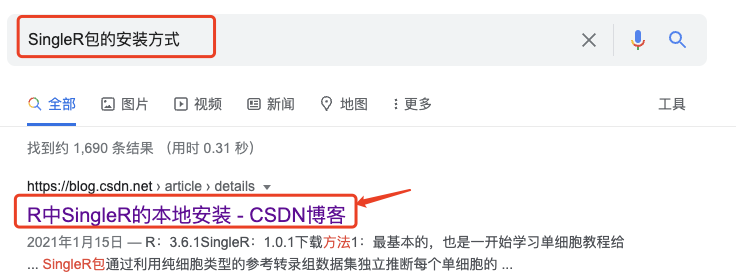 SingleR包的安装方式
全部 图片 视频 新闻 地图 更多 工具
找到约 1,690 条结果 （用时 0.31 秒）
https://blog.csdn.net › article › details
R中SingleR的本地安装 - CSDN博客
2021年1月15日 — R：3.6.1SingleR：1.0.1下载方法1：最基本的，也是一开始学习单细胞教程给
... SingleR包通过利用纯细胞类型的参考转录组数据集独立推断每个单细胞的 ...